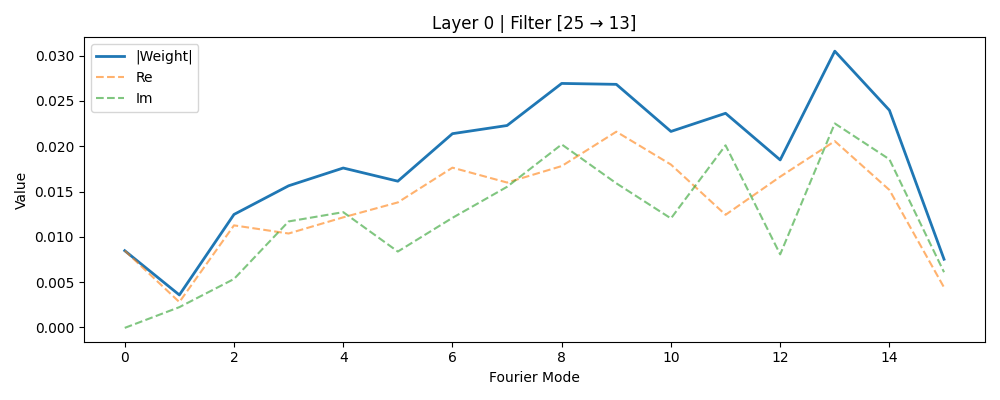 Layer 0 | Filter [25 → 13]
|Weight|
Re
Im
Value
0.030
0.025
0.020
0.015
0.010
0.005
0.000
0 2 4 6 8 10 12 14
Fourier Mode